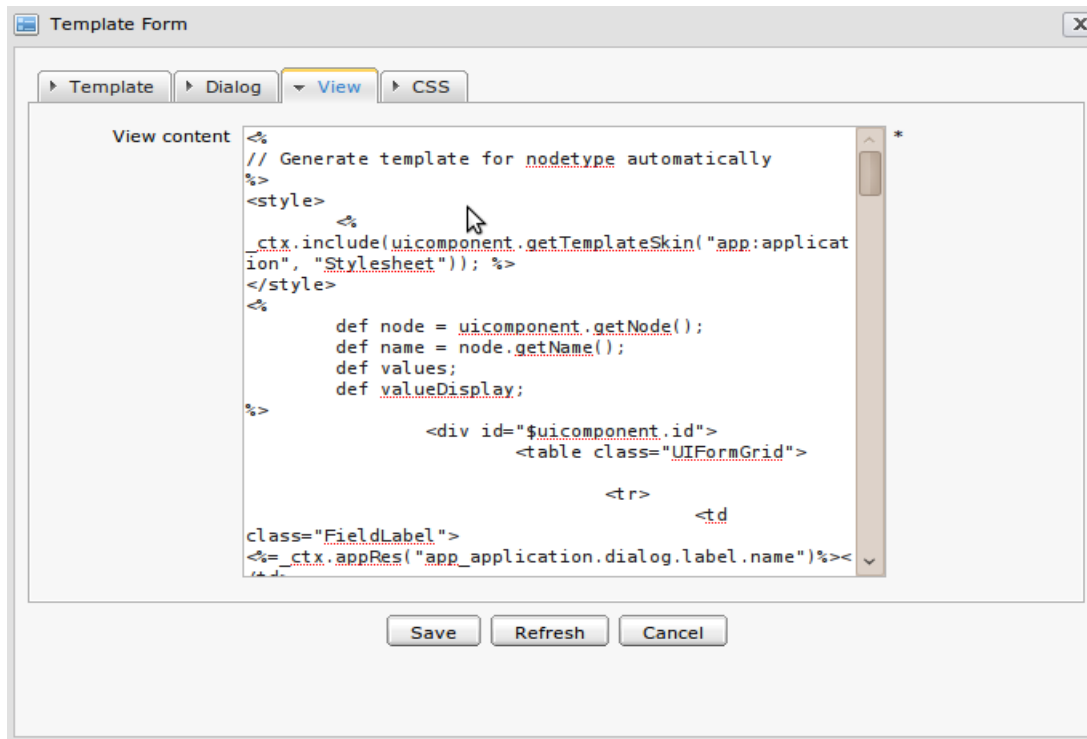 Template Form
Template Dialog View CSS
View content
*
<%
// Generate template for nodetype automatically
%>
<style>
<%
_ctx.include(uicomponent.getTemplateSkin("app:applicat
ion", "Stylesheet")); %>
</style>
<%
def node = uicomponent.getNode();
def name = node.getName();
def values;
def valueDisplay;
%>
<div id="$uicomponent.id">
<table class="UIFormGrid">
<tr>
<td
class="FieldLabel">
<%=_ctx.appRes("app_application.dialog.label.name")%><
/td>
Save Refresh Cancel